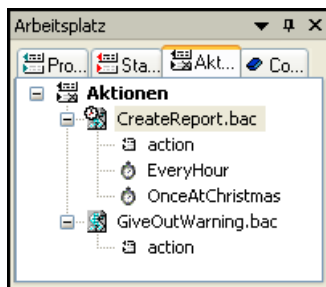 Arbeitsplatz
Pro... Sta... Akt... Co...
Aktionen
CreateReport.bac
action
EveryHour
OnceAtChristmas
GiveOutWarning.bac
action